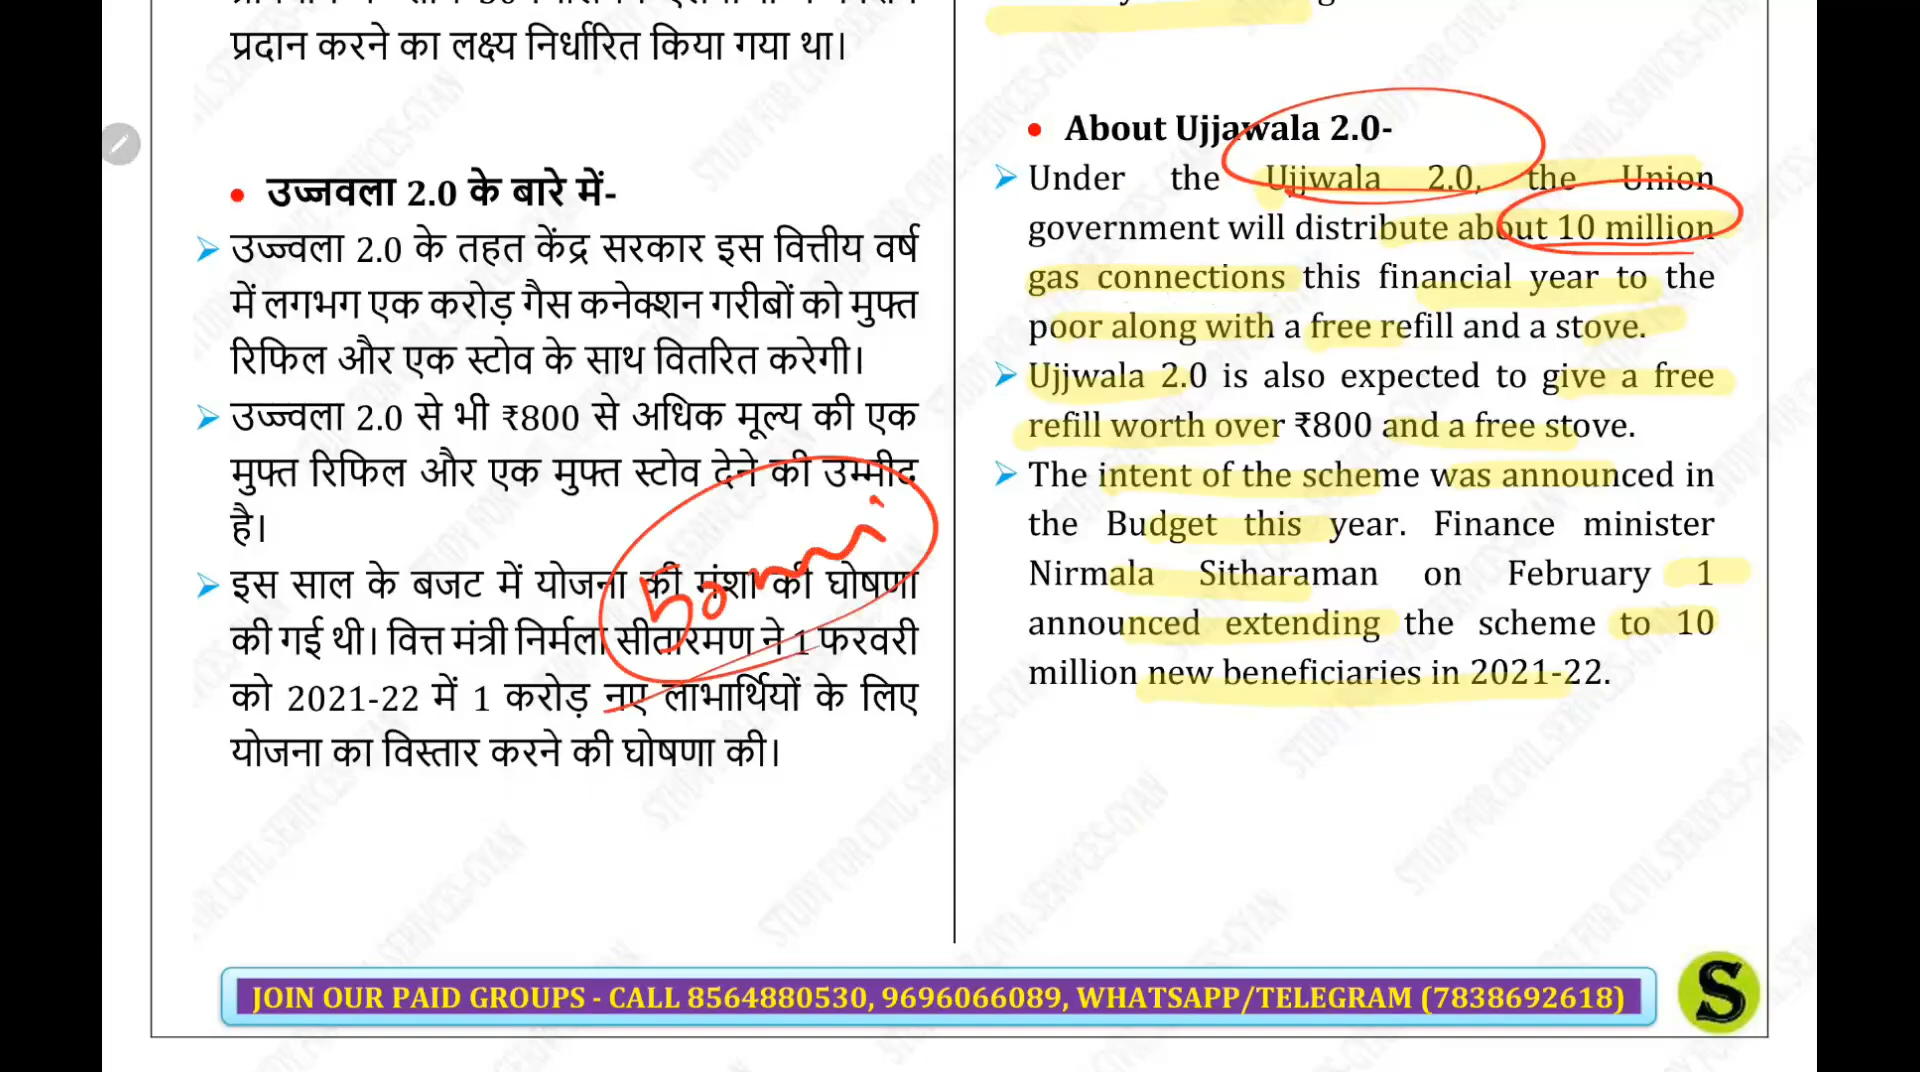 प्रदान करने का लक्ष्य निर्धारित किया गया था।
• उज्जवला 2.0 के बारे में-
➢ उज्ज्वला 2.0 के तहत केंद्र सरकार इस वित्तीय वर्ष
में लगभग एक करोड़ गैस कनेक्शन गरीबों को मुफ्त
रिफिल और एक स्टोव के साथ वितरित करेगी।
➢ उज्ज्वला 2.0 से भी ₹800 से अधिक मूल्य की एक
मुफ्त रिफिल और एक मुफ्त स्टोव देने की उम्मीद
है।
➢ इस साल के बजट में योजना की मंशा की घोषणा
की गई थी। वित्त मंत्री निर्मला सीतारमण ने 1 फरवरी
को 2021-22 में 1 करोड़ नए लाभार्थियों के लिए
योजना का विस्तार करने की घोषणा की।
50 mi
• About Ujjawala 2.0-
➢ Under the Ujjwala 2.0, the Union
government will distribute about 10 million
gas connections this financial year to the
poor along with a free refill and a stove.
➢ Ujjwala 2.0 is also expected to give a free
refill worth over ₹800 and a free stove.
➢ The intent of the scheme was announced in
the Budget this year. Finance minister
Nirmala Sitharaman on February 1
announced extending the scheme to 10
million new beneficiaries in 2021-22.
JOIN OUR PAID GROUPS - CALL 8564880530, 9696066089, WHATSAPP/TELEGRAM (7838692618)
S
STUDY FOR CIVIL SERIVCES-GYAN